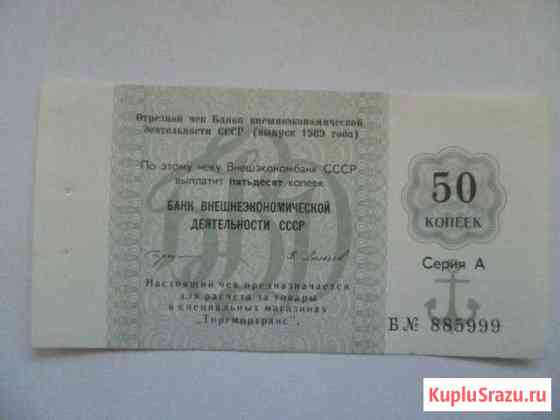 Отрезной чек Банка внешнеэкономической
деятельности СССР (выпуск 1989 года)
По этому чеку Внешэкономбанк СССР
выплатит пятьдесят копеек
БАНК ВНЕШНЕЭКОНОМИЧЕСКОЙ
ДЕЯТЕЛЬНОСТИ СССР
Настоящий чек предназначается
для расчета за товары
в специальных магазинах
„Торгмортранс"
50
КОПЕЕК
Серия А
Б № 885999
KupluSrazu.ru